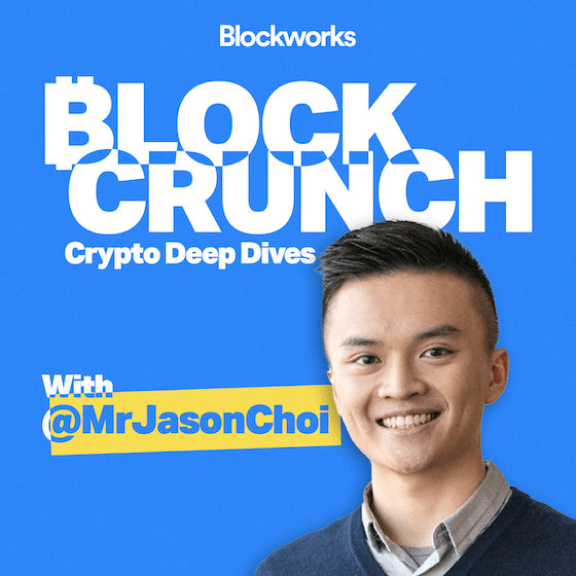 Blockworks
BLOCK
CRUNCH
Crypto Deep Dives
With
@MrJasonChoi